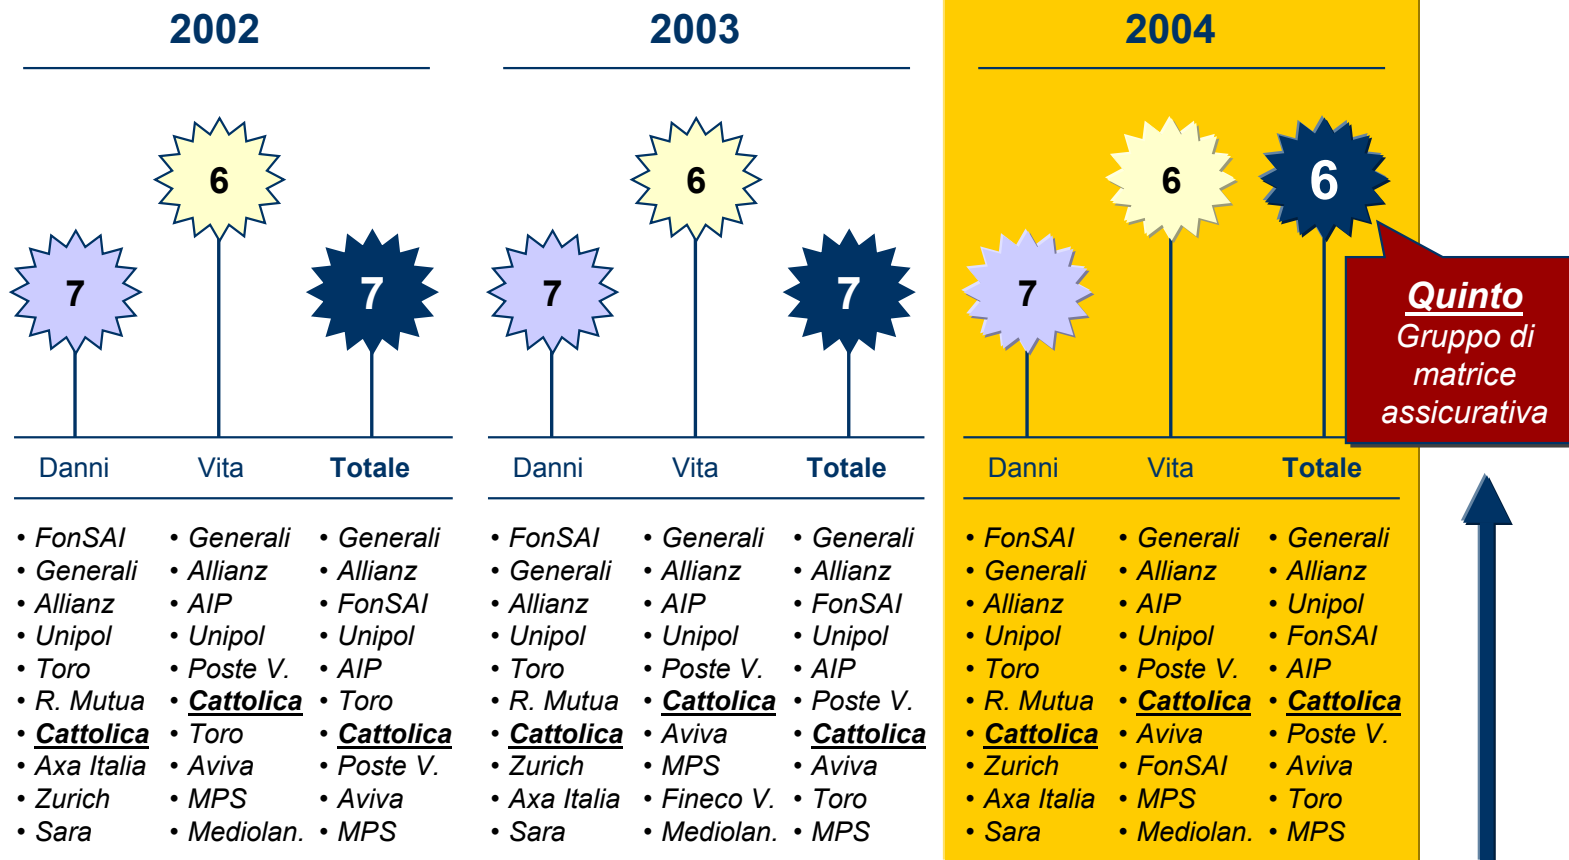 2002
2003
2004
6
6
6
6
7
7
7
7
7
Quinto
Gruppo di
matrice
assicurativa
Danni Vita Totale
Danni Vita Totale
Danni Vita Totale
• FonSAI • Generali • Generali • FonSAI • Generali • Generali • FonSAI • Generali • Generali
• Generali • Allianz • Allianz • Generali • Allianz • Allianz • Generali • Allianz • Allianz
• Allianz • AIP • FonSAI • Allianz • AIP • FonSAI • Allianz • AIP • Unipol
• Unipol • Unipol • Unipol • Unipol • Unipol • Unipol • Unipol • Unipol • FonSAI
• Toro • Poste V. • AIP • Toro • Poste V. • AIP • Toro • Poste V. • AIP
• R. Mutua • Cattolica • Toro • R. Mutua • Cattolica • Poste V. • R. Mutua • Cattolica • Cattolica
• Cattolica • Toro • Cattolica • Cattolica • Aviva • Cattolica • Cattolica • Aviva • Poste V.
• Axa Italia • Aviva • Poste V. • Zurich • MPS • Aviva • Zurich • FonSAI • Aviva
• Zurich • MPS • Aviva • Axa Italia • Fineco V. • Toro • Axa Italia • MPS • Toro
• Sara • Mediolan. • MPS • Sara • Mediolan. • MPS • Sara • Mediolan. • MPS